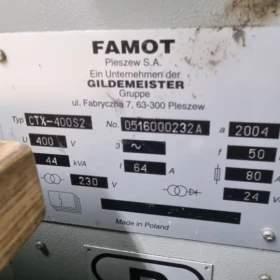 FAMOT
Pleszew S.A.
Ein Unternehmen der
GILDEMEISTER
Gruppe
ul. Fabryczna 7, 63-300 Pleszew
Typ CTX-400S2 No. 0516000232A a 2004
U 400 V 3 ~ f 50
44 kVA I 64 A 80
230 V 24
Made in Poland